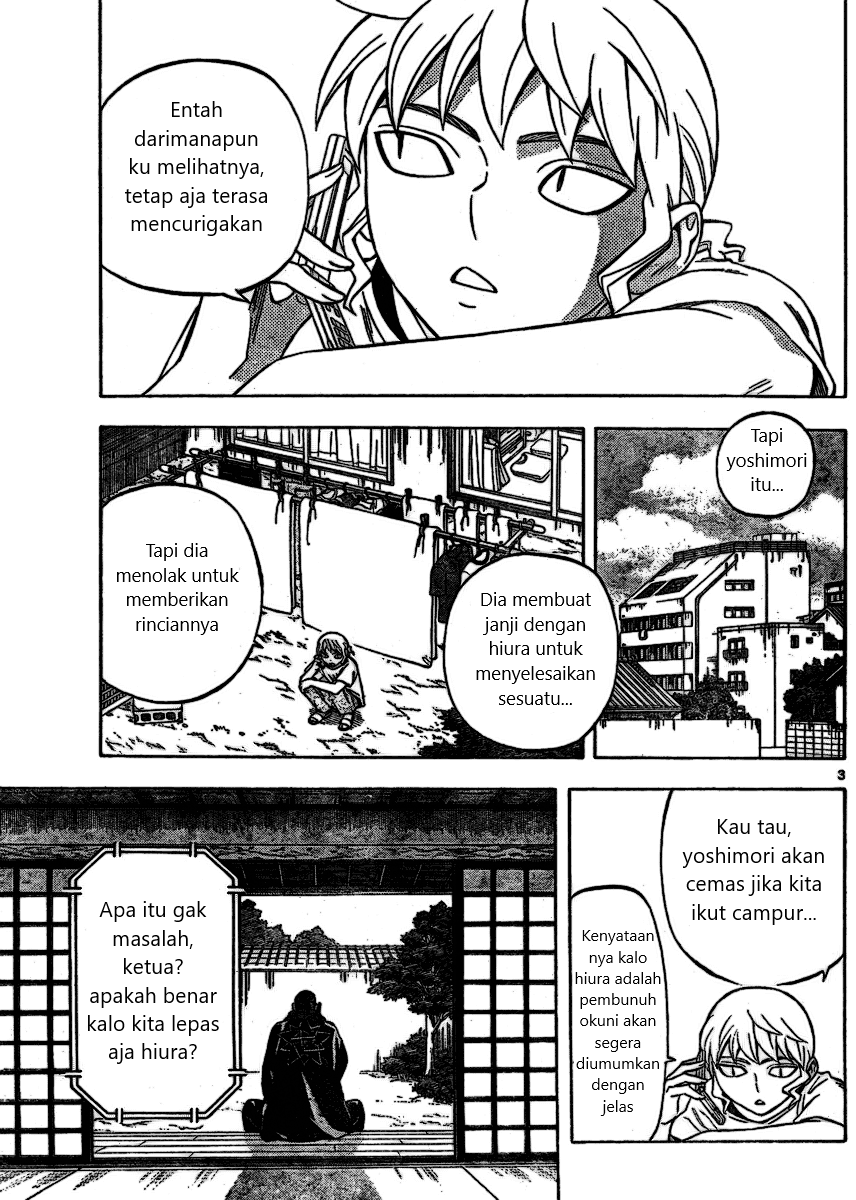 Entah
darimanapun
ku melihatnya,
tetap aja terasa
mencurigakan
Tapi
yoshimori
itu...
Dia membuat
janji dengan
hiura untuk
menyelesaikan
sesuatu...
Tapi dia
menolak untuk
memberikan
rinciannya
3
Kau tau,
yoshimori akan
cemas jika kita
ikut campur...
Kenyataan
nya kalo
hiura adalah
pembunuh
okuni akan
segera
diumumkan
dengan
jelas
Apa itu gak
masalah,
ketua?
apakah benar
kalo kita lepas
aja hiura?